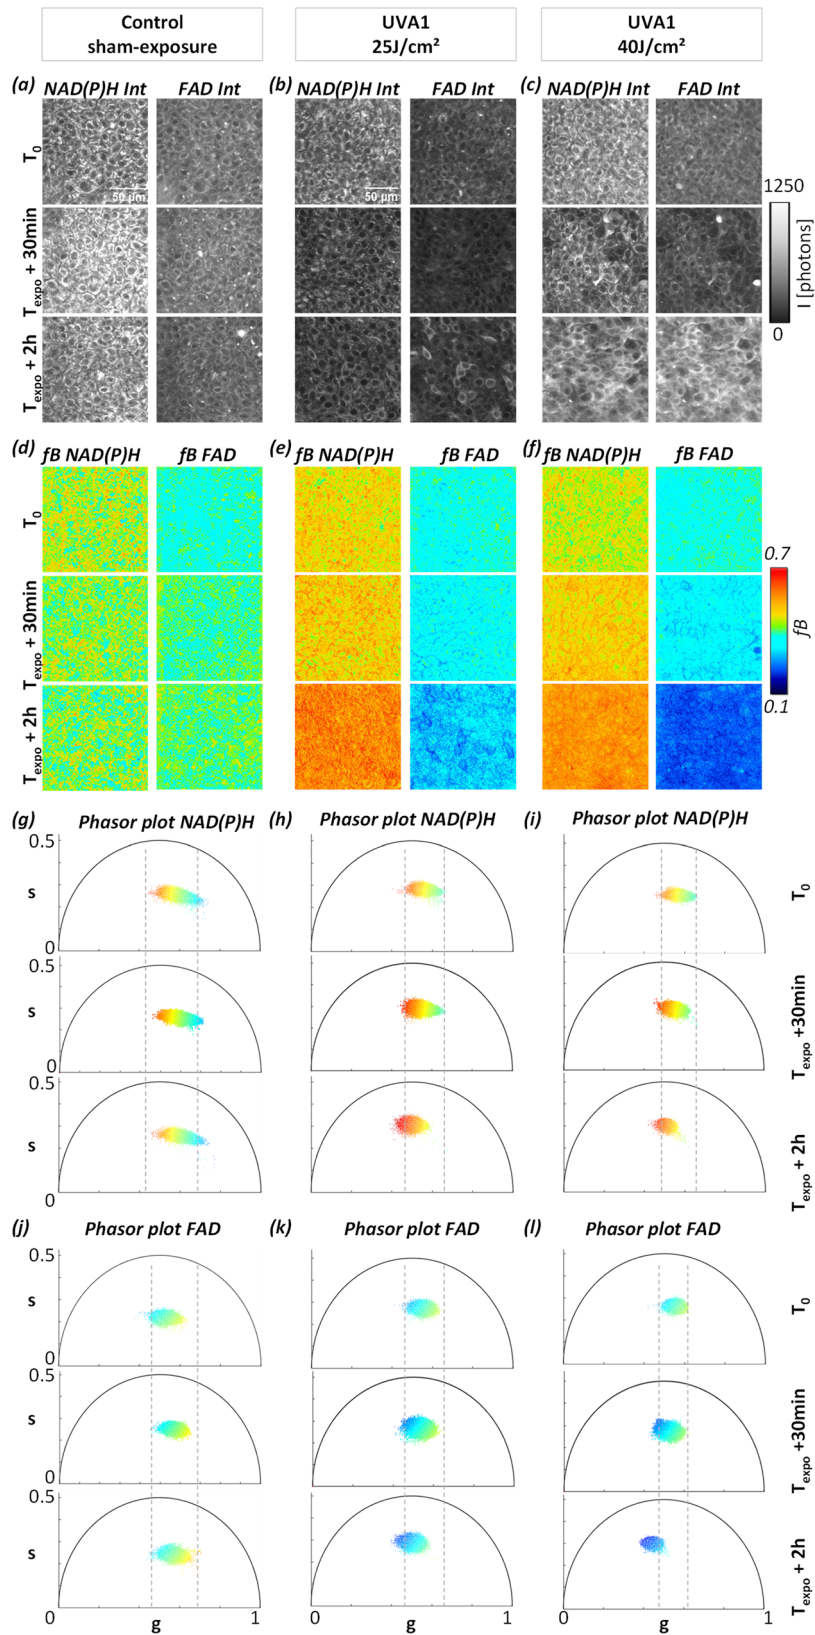 Control
sham-exposure
UVA1
25J/cm²
UVA1
40J/cm²
(a) NAD(P)H Int FAD Int (b) NAD(P)H Int FAD Int (c) NAD(P)H Int FAD Int
T0
50 µm
50 µm
1250
Texpo + 30min
I [photons]
0
Texpo + 2h
(d) fB NAD(P)H fB FAD (e) fB NAD(P)H fB FAD (f) fB NAD(P)H fB FAD
T0
0.7
Texpo + 30min
fB
0.1
Texpo + 2h
(g) Phasor plot NAD(P)H (h) Phasor plot NAD(P)H (i) Phasor plot NAD(P)H
0.5
s
T0
0
0.5
s
Texpo +30min
0
0.5
s
Texpo + 2h
0
(j) Phasor plot FAD (k) Phasor plot FAD (l) Phasor plot FAD
0.5
s
T0
0
0.5
s
Texpo +30min
0
0.5
s
Texpo + 2h
0 g 1 0 g 1 0 g 1